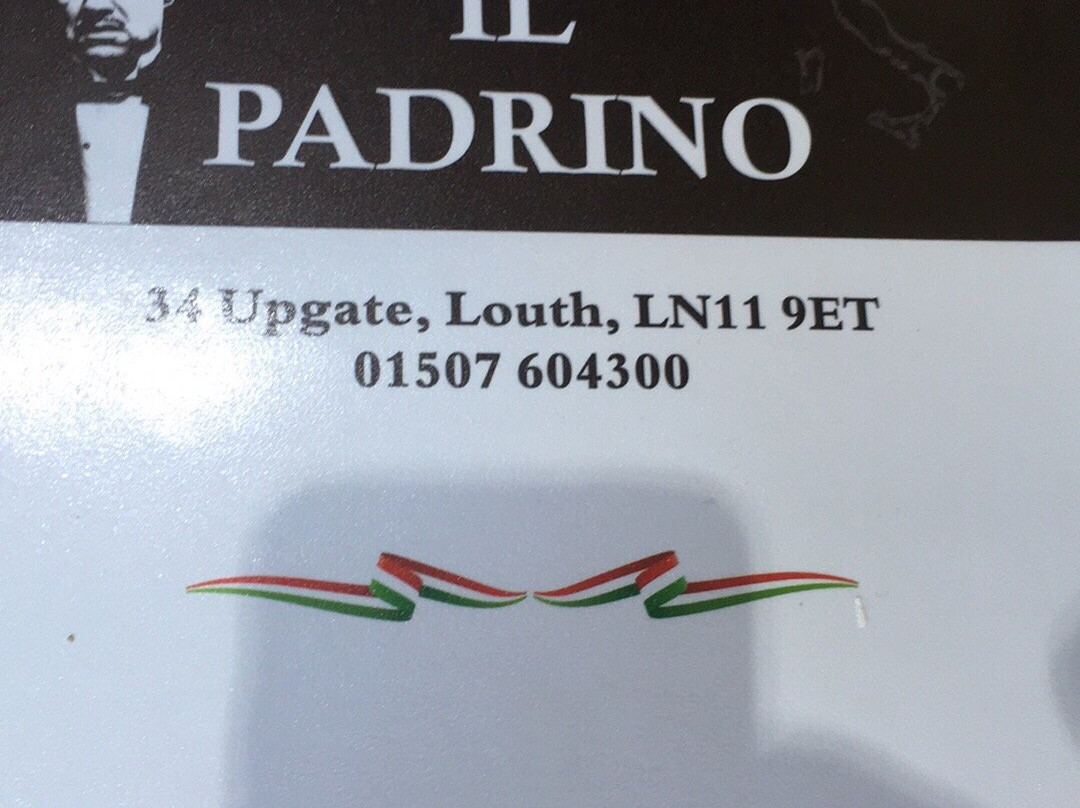 IL
PADRINO
34 Upgate, Louth, LN11 9ET
01507 604300